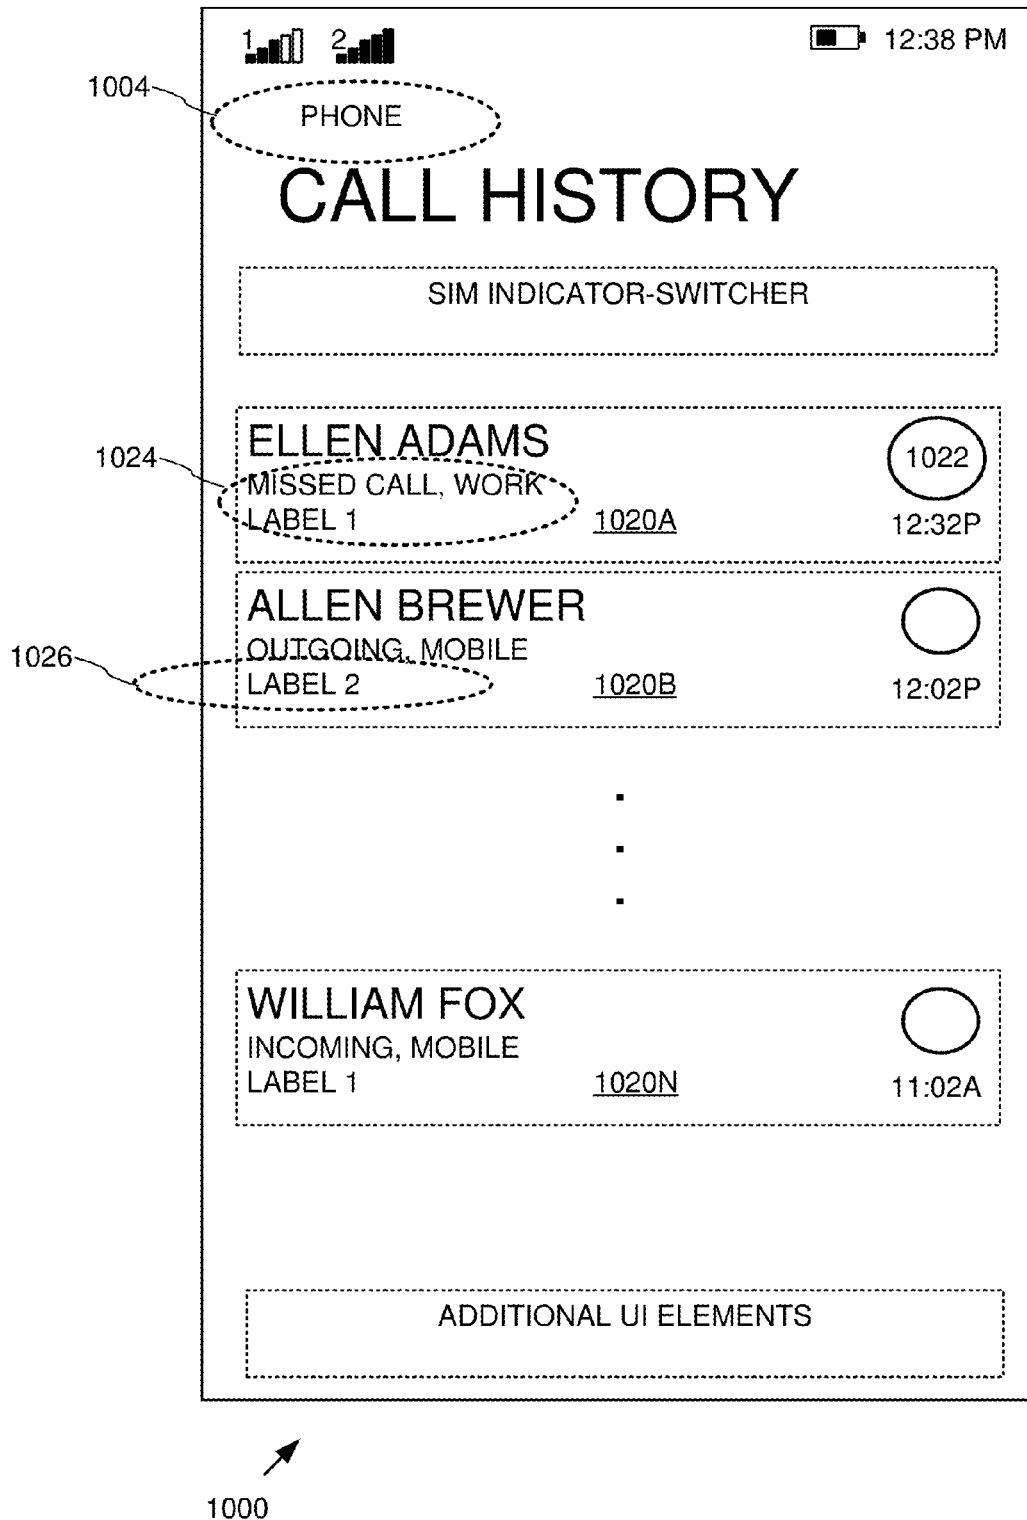 1 2 12:38 PM
1004
PHONE
CALL HISTORY
SIM INDICATOR-SWITCHER
ELLEN ADAMS
1022
1024
MISSED CALL, WORK
LABEL 1 1020A 12:32P
ALLEN BREWER
OUTGOING, MOBILE
1026
LABEL 2 1020B 12:02P
.
.
.
WILLIAM FOX
INCOMING, MOBILE
LABEL 1 1020N 11:02A
ADDITIONAL UI ELEMENTS
1000